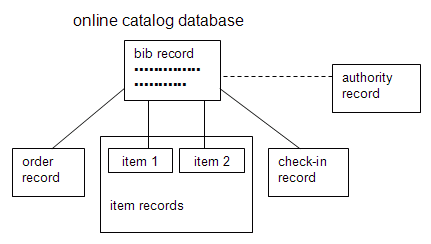 online catalog database
bib record
authority
record
order
record
item 1
item 2
check-in
record
item records